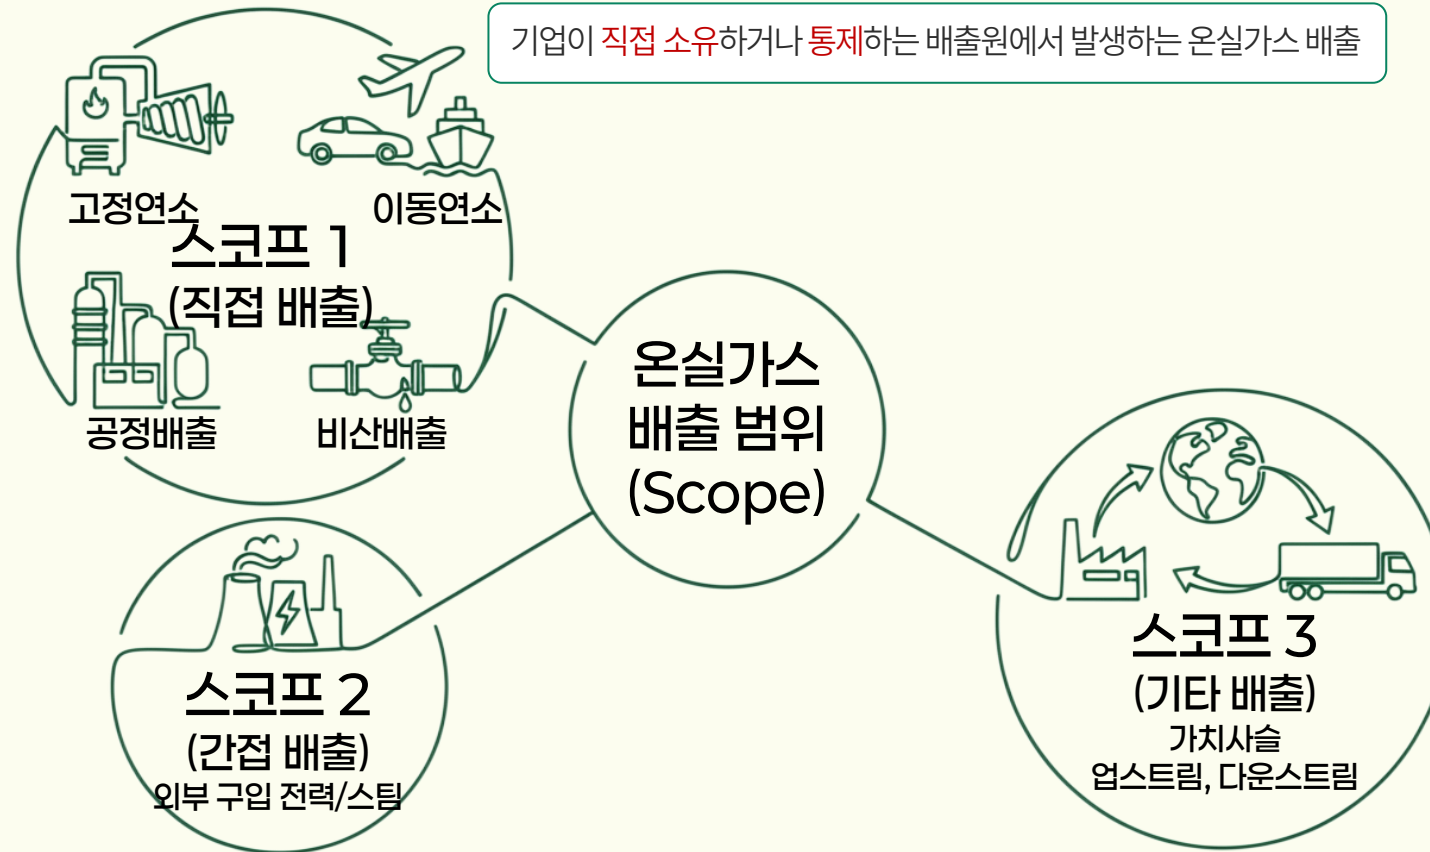 기업이 직접 소유하거나 통제하는 배출원에서 발생하는 온실가스 배출
고정연소
이동연소
스코프 1
(직접 배출)
공정배출
비산배출
온실가스
배출 범위
(Scope)
스코프 2
(간접 배출)
외부 구입 전력/스팀
스코프 3
(기타 배출)
가치사슬
업스트림, 다운스트림